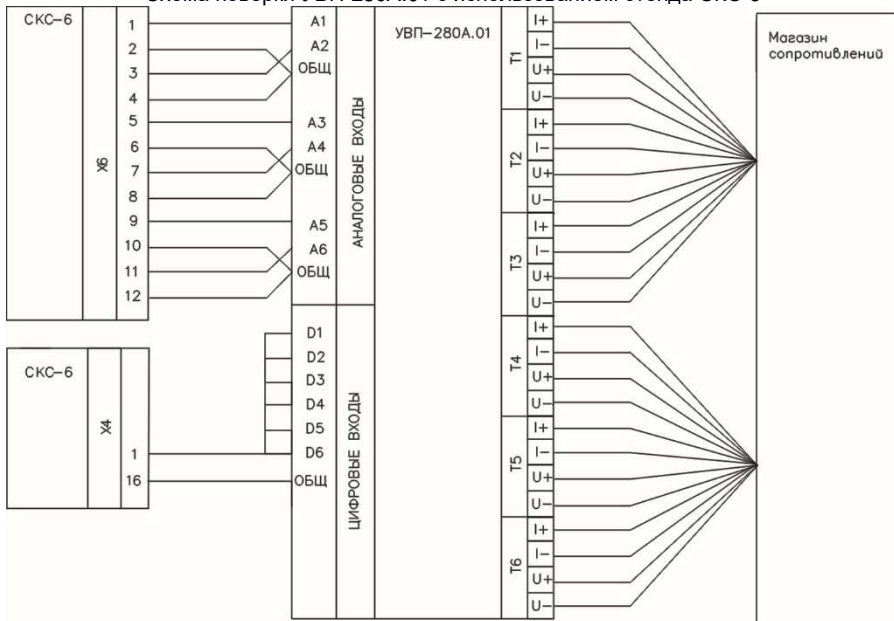 СКС-6
X6
1
2
3
4
5
6
7
8
9
10
11
12
A1
A2
ОБЩ
A3
A4
ОБЩ
A5
A6
ОБЩ
АНАЛОГОВЫЕ ВХОДЫ
СКС-6
X4
1
16
D1
D2
D3
D4
D5
D6
ОБЩ
ЦИФРОВЫЕ ВХОДЫ
УВП-280А.01
T1
I+
I-
U+
U-
T2
I+
I-
U+
U-
T3
I+
I-
U+
U-
T4
I+
I-
U+
U-
T5
I+
I-
U+
U-
T6
I+
I-
U+
U-
Магазин
сопротивлений